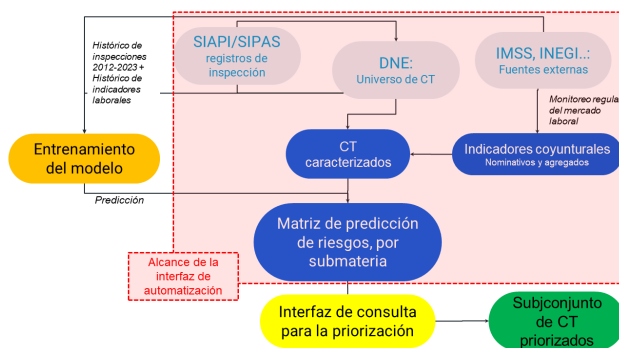 Histórico de
inspecciones
2012-2023 +
Histórico de
indicadores
laborales
SIAPI/SIPAS
registros de
inspección
DNE:
Universo de CT
IMSS, INEGI..:
Fuentes externas
Monitoreo regular
del mercado
laboral
Entrenamiento
del modelo
CT
caracterizados
Indicadores coyunturales
Nominativos y agregados
Predicción
Matriz de predicción
de riesgos, por
submateria
Alcance de la
interfaz de
automatización
Interfaz de consulta
para la priorización
Subjconjunto
de CT
priorizados